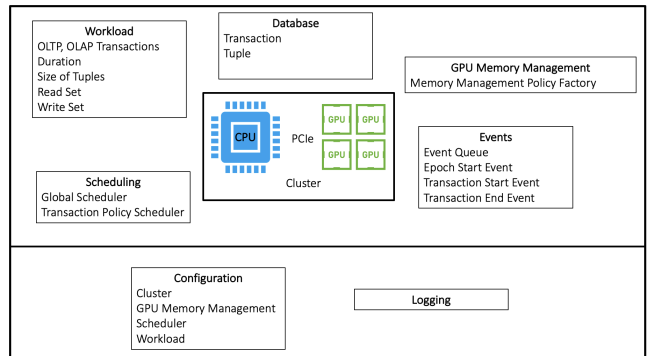 Workload
OLTP, OLAP Transactions
Duration
Size of Tuples
Read Set
Write Set
Database
Transaction
Tuple
GPU Memory Management
Memory Management Policy Factory
CPU
PCIe
GPU GPU
GPU GPU
Cluster
Events
Event Queue
Epoch Start Event
Transaction Start Event
Transaction End Event
Scheduling
Global Scheduler
Transaction Policy Scheduler
Configuration
Cluster
GPU Memory Management
Scheduler
Workload
Logging